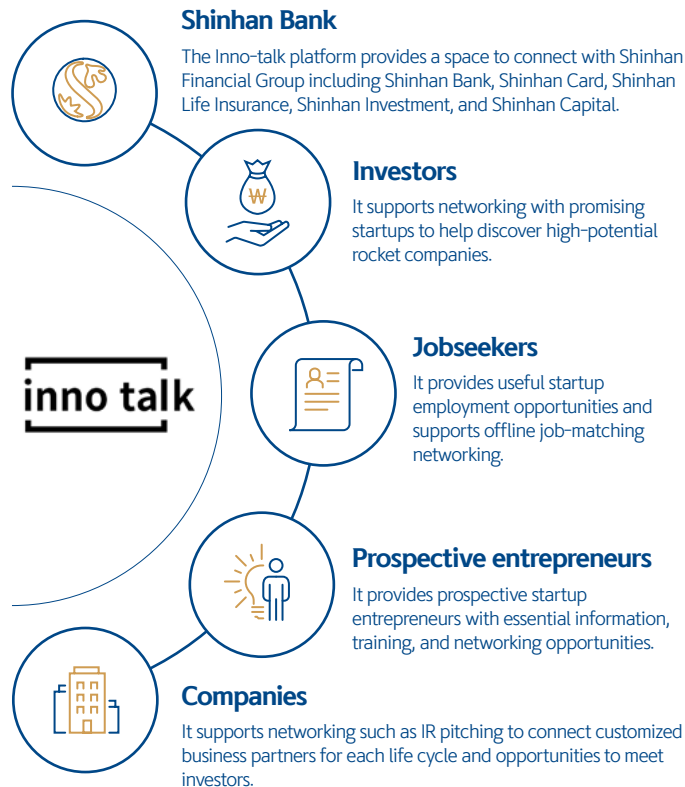 Shinhan Bank
The Inno-talk platform provides a space to connect with Shinhan
Financial Group including Shinhan Bank, Shinhan Card, Shinhan
Life Insurance, Shinhan Investment, and Shinhan Capital.
₩
Investors
It supports networking with promising
startups to help discover high-potential
rocket companies.
inno talk
Jobseekers
It provides useful startup
employment opportunities and
supports offline job-matching
networking.
Prospective entrepreneurs
It provides prospective startup
entrepreneurs with essential information,
training, and networking opportunities.
Companies
It supports networking such as IR pitching to connect customized
business partners for each life cycle and opportunities to meet
investors.